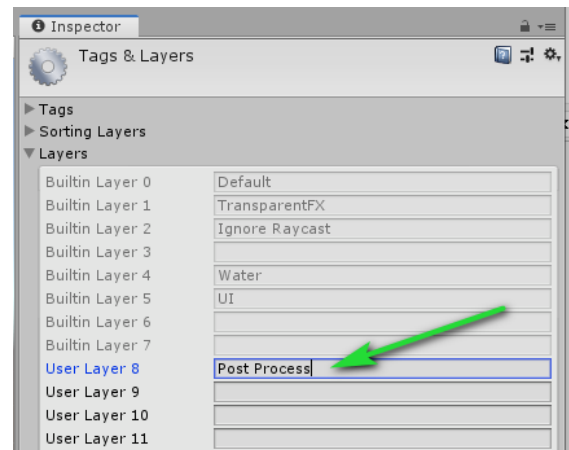 Inspector
Tags & Layers
Tags
Sorting Layers
Layers
Builtin Layer 0 Default
Builtin Layer 1 TransparentFX
Builtin Layer 2 Ignore Raycast
Builtin Layer 3
Builtin Layer 4 Water
Builtin Layer 5 UI
Builtin Layer 6
Builtin Layer 7
User Layer 8 Post Process
User Layer 9
User Layer 10
User Layer 11